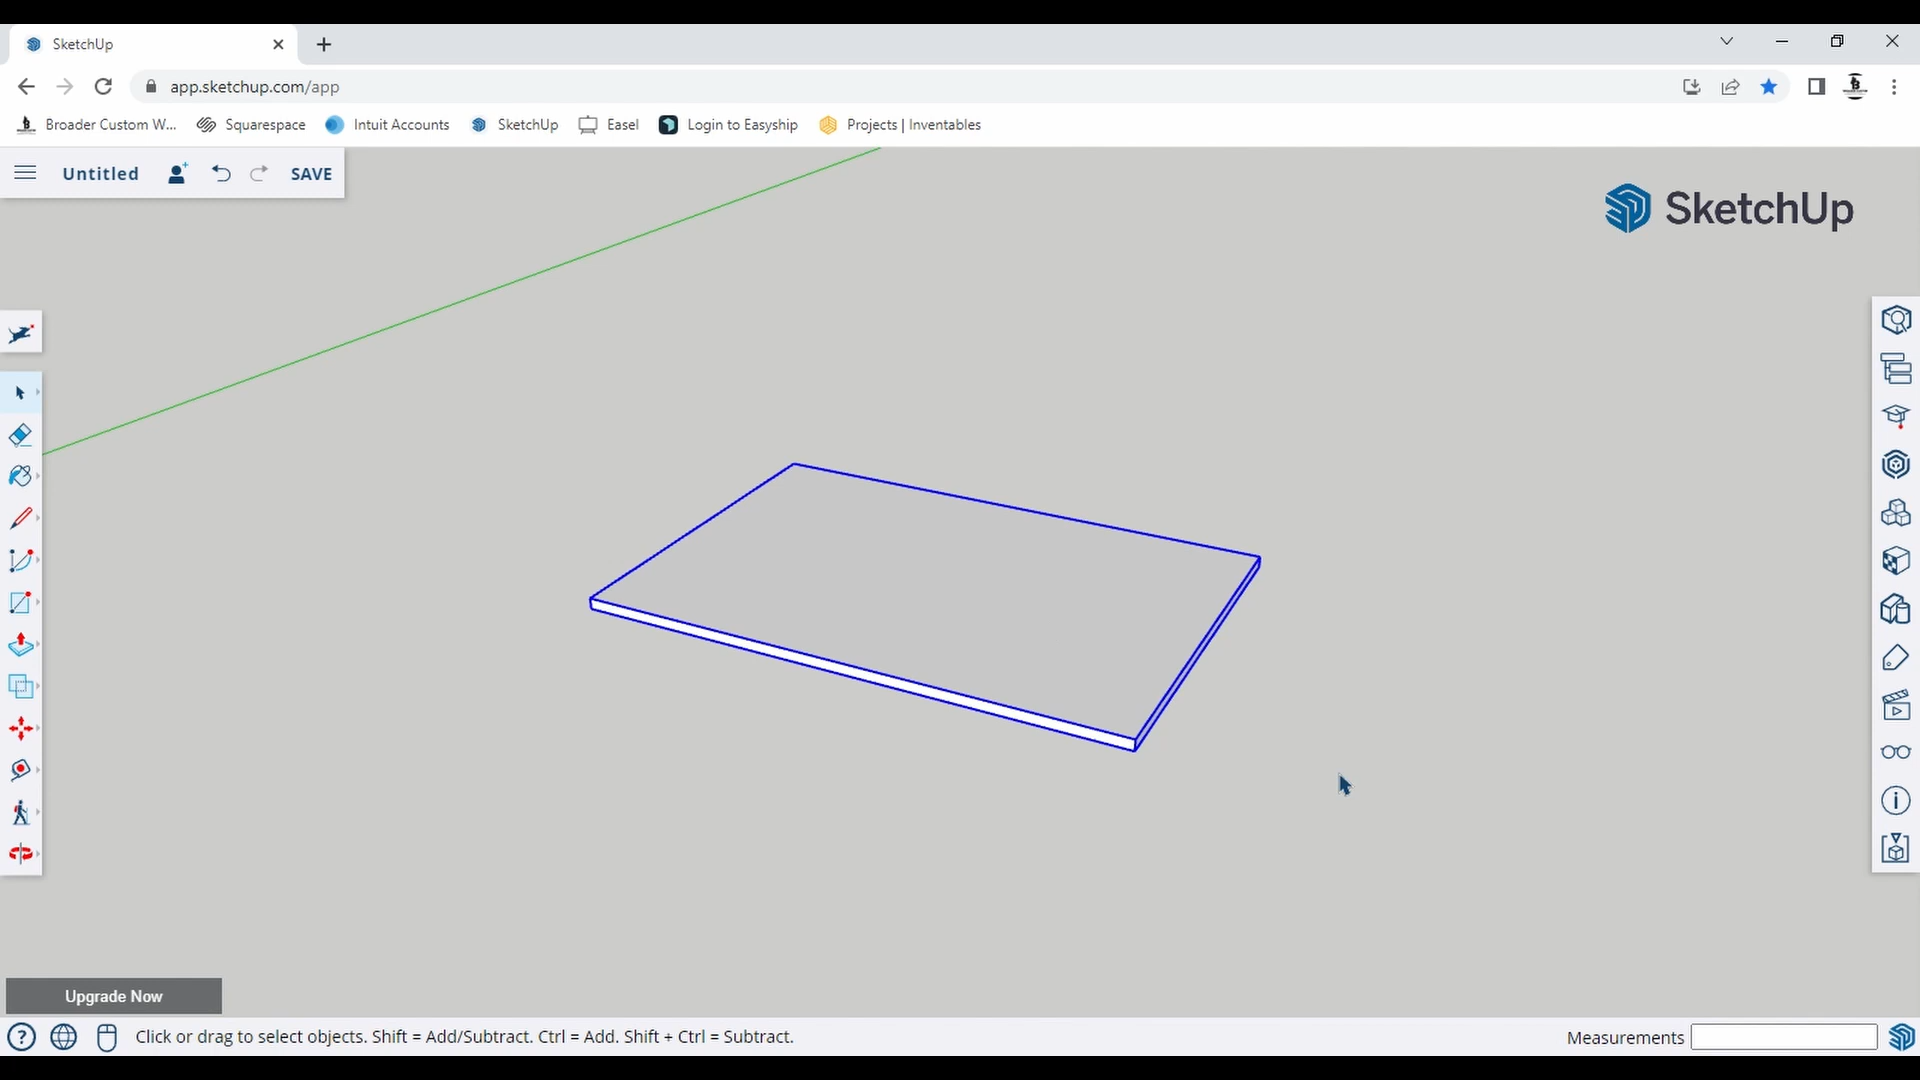 SketchUp
app.sketchup.com/app
Broader Custom W... Squarespace Intuit Accounts SketchUp Easel Login to Easyship Projects | Inventables
Untitled SAVE
SketchUp
Upgrade Now
Click or drag to select objects. Shift = Add/Subtract. Ctrl = Add. Shift + Ctrl = Subtract.
Measurements